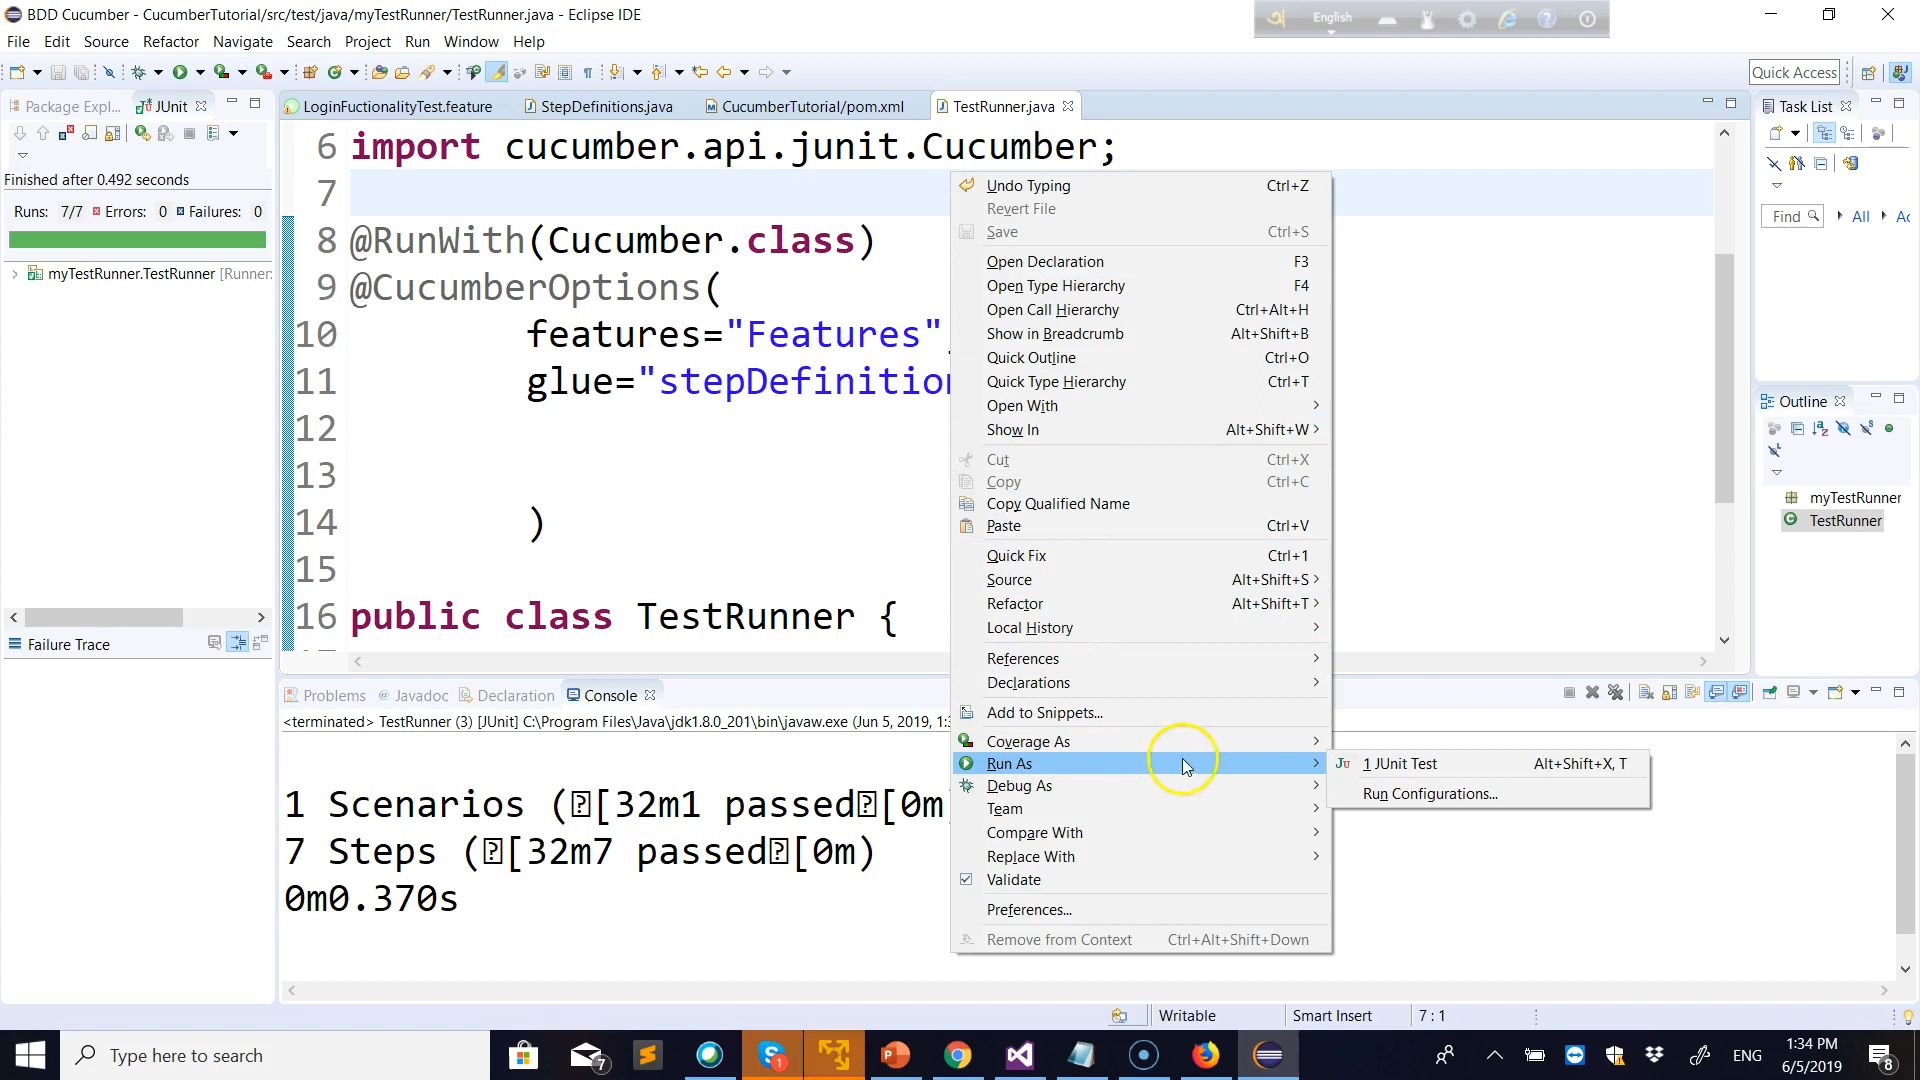 BDD Cucumber - CucumberTutorial/src/test/java/myTestRunner/TestRunner.java - Eclipse IDE
English
File Edit Source Refactor Navigate Search Project Run Window Help
Quick Access
Package Expl... JUnit
LoginFuctionalityTest.feature StepDefinitions.java CucumberTutorial/pom.xml TestRunner.java
Task List
Finished after 0.492 seconds
Runs: 7/7 Errors: 0 Failures: 0
myTestRunner.TestRunner [Runner:
Failure Trace
6 import cucumber.api.junit.Cucumber;
7
8 @RunWith(Cucumber.class)
9 @CucumberOptions(
10 features="Features"
11 glue="stepDefinition
12
13
14 )
15
16 public class TestRunner {
Undo Typing Ctrl+Z
Revert File
Save Ctrl+S
Open Declaration F3
Open Type Hierarchy F4
Open Call Hierarchy Ctrl+Alt+H
Show in Breadcrumb Alt+Shift+B
Quick Outline Ctrl+O
Quick Type Hierarchy Ctrl+T
Open With
Show In Alt+Shift+W
Cut Ctrl+X
Copy Ctrl+C
Copy Qualified Name
Paste Ctrl+V
Quick Fix Ctrl+1
Source Alt+Shift+S
Refactor Alt+Shift+T
Local History
References
Declarations
Add to Snippets...
Coverage As
Run As
Debug As
Team
Compare With
Replace With
Validate
Preferences...
Remove from Context Ctrl+Alt+Shift+Down
1 JUnit Test Alt+Shift+X, T
Run Configurations...
Find All Ac
Outline
myTestRunner
TestRunner
Problems Javadoc Declaration Console
<terminated> TestRunner (3) [JUnit] C:\Program Files\Java\jdk1.8.0_201\bin\javaw.exe (Jun 5, 2019, 1:3
1 Scenarios ([32m1 passed[0m)
7 Steps ([32m7 passed[0m)
0m0.370s
Writable Smart Insert 7 : 1
Type here to search
7
1
ENG
1:34 PM
6/5/2019
8